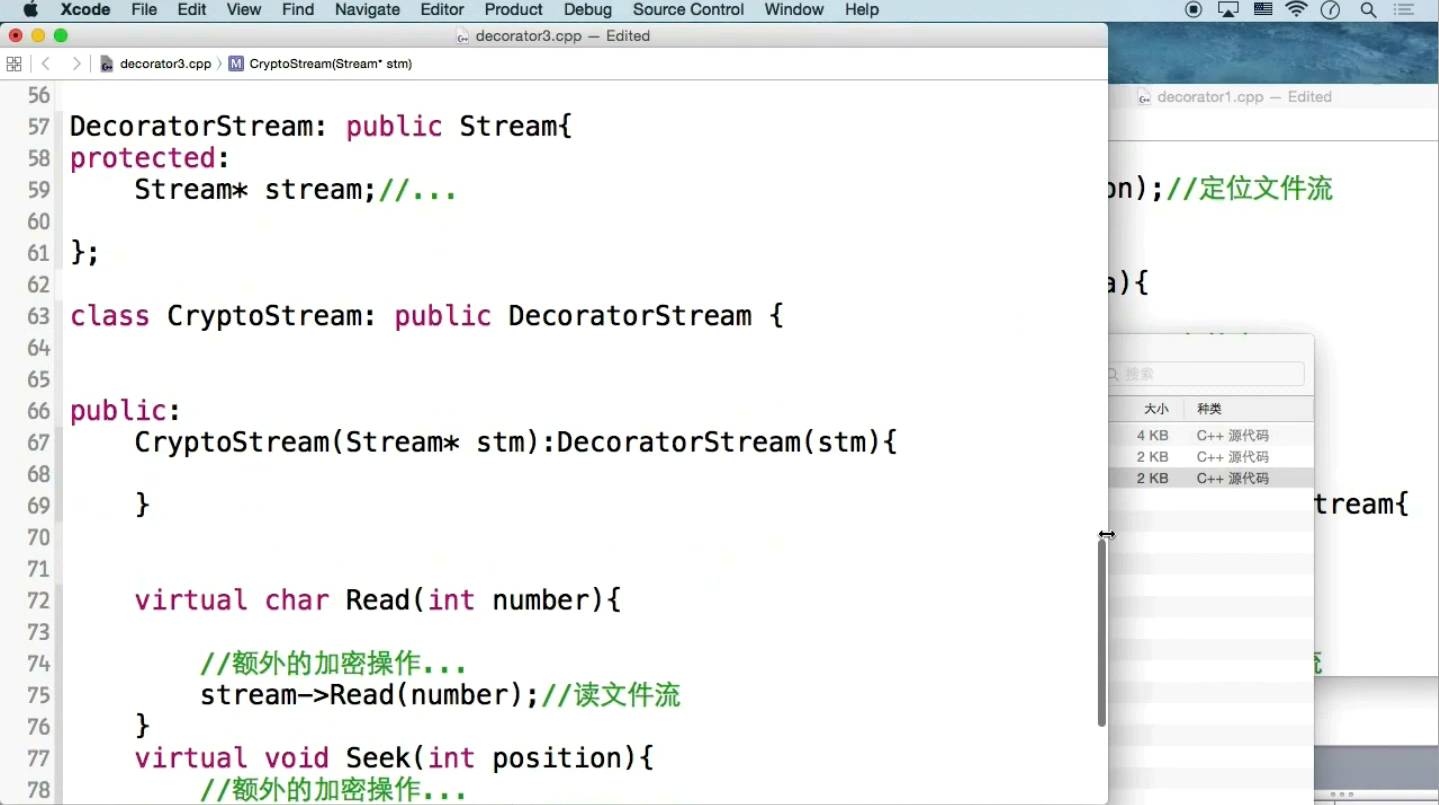 Xcode File Edit View Find Navigate Editor Product Debug Source Control Window Help
decorator3.cpp — Edited
decorator3.cpp 〉 M CryptoStream(Stream* stm)
56
57 DecoratorStream: public Stream{
58 protected:
59 Stream* stream;//...
60
61 };
62
63 class CryptoStream: public DecoratorStream {
64
65
66 public:
67 CryptoStream(Stream* stm):DecoratorStream(stm){
68
69 }
70
71
72 virtual char Read(int number){
73
74 //额外的加密操作...
75 stream->Read(number);//读文件流
76 }
77 virtual void Seek(int position){
78 //额外的加密操作...
decorator1.cpp — Edited
on);//定位文件流
a){
搜索
大小 种类
4 KB C++ 源代码
2 KB C++ 源代码
2 KB C++ 源代码
tream{